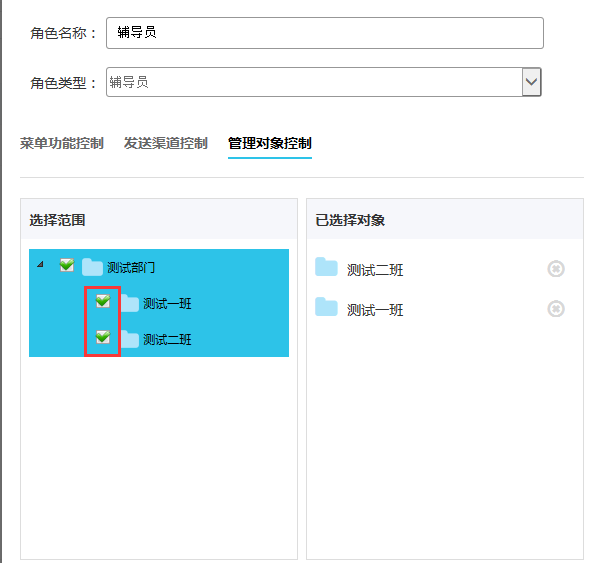 角色名称： 辅导员
角色类型： 辅导员
菜单功能控制 发送渠道控制 管理对象控制
选择范围
测试部门
测试一班
测试二班
已选择对象
测试二班
测试一班